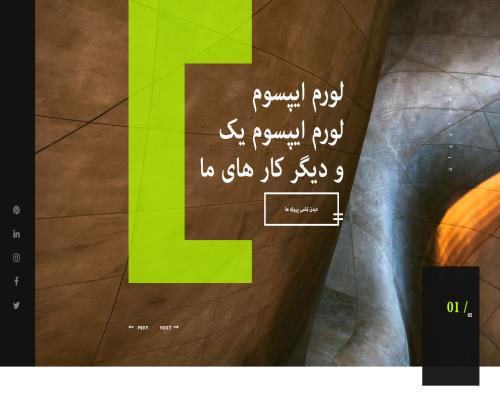 لورم ایپسوم
لورم ایپسوم یک
و دیگر کار های ما
دیدن تمامی پروژه ها
← PREV NEXT →
01 /
02